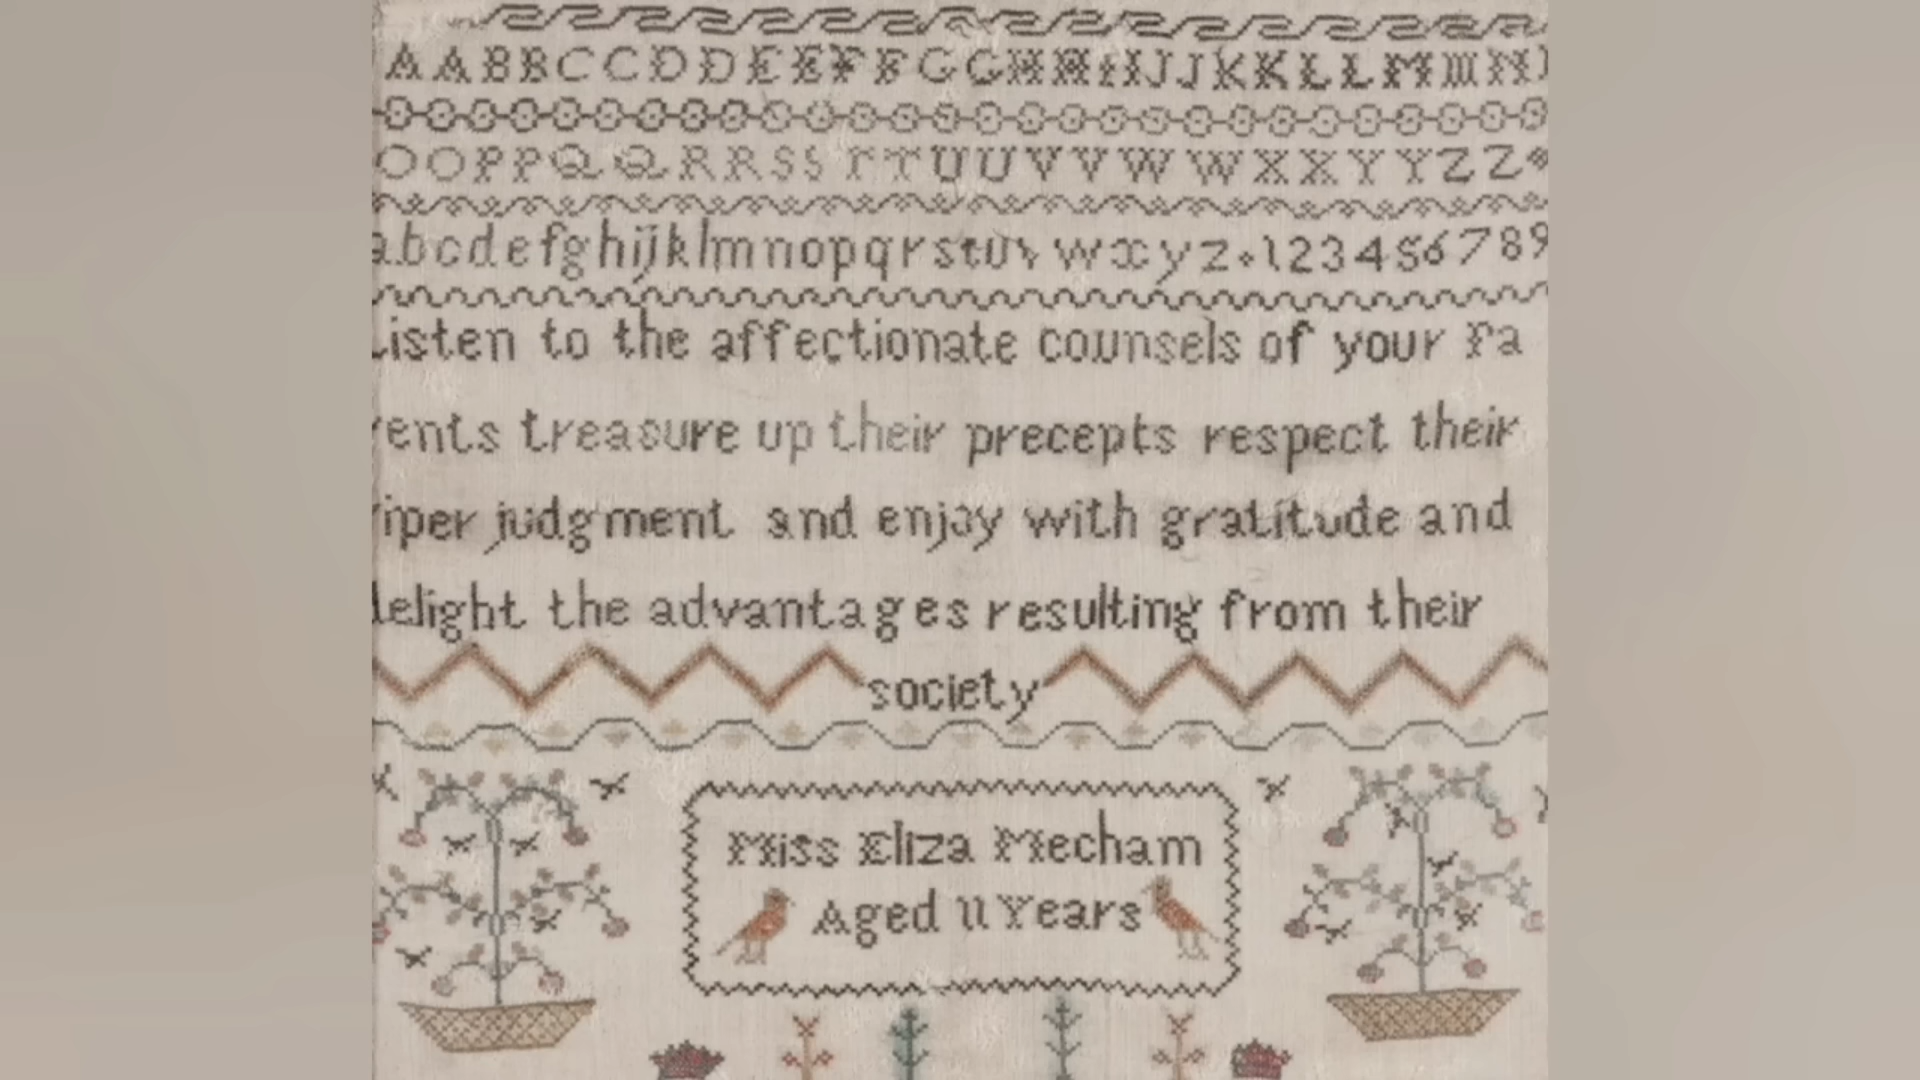 AABBCCDDEEFFGGHHIIJJKKLLMMN
OOPPQQRRSSTTUUVVWWXXYYZZ
abcdefghijklmnopqrstuvwxyz.123456789
Listen to the affectionate counsels of your Pa
rents treasure up their precepts respect their
riper judgment and enjoy with gratitude and
delight the advantages resulting from their
society
Miss Eliza Mecham
Aged 11 Years